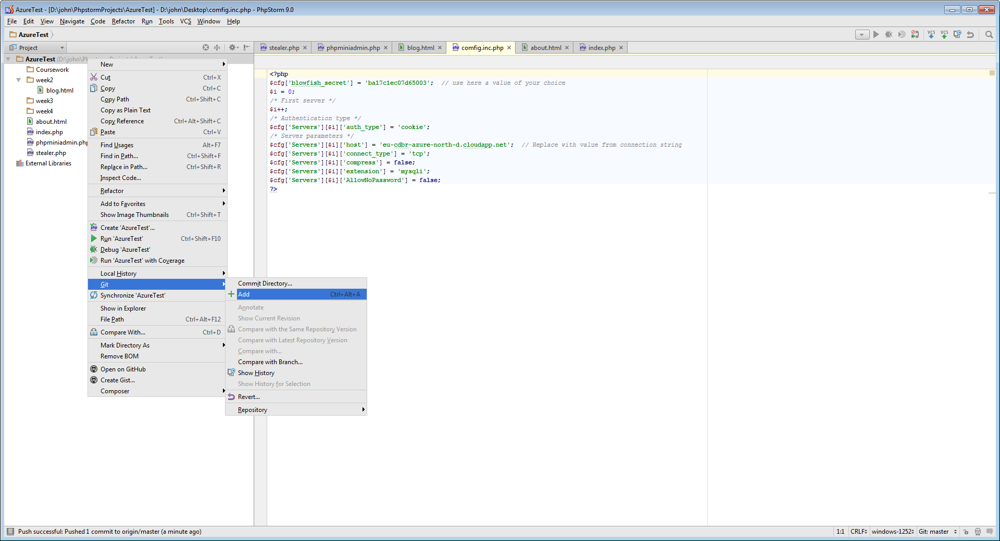 AzureTest - [D:\john\PhpstormProjects\AzureTest] - D:\john\Desktop\comfig.inc.php - PhpStorm 9.0
File Edit View Navigate Code Refactor Run Tools VCS Window Help
AzureTest
VCS VCS
Project
stealer.php phpminiadmin.php blog.html comfig.inc.php about.html index.php
AzureTest
Coursework
week2
blog.html
week3
week4
about.html
index.php
phpminiadmin.php
stealer.php
External Libraries
New
Cut Ctrl+X
Copy Ctrl+C
Copy Path Ctrl+Shift+C
Copy as Plain Text
Copy Reference Ctrl+Alt+Shift+C
Paste Ctrl+V
Find Usages Alt+F7
Find in Path... Ctrl+Shift+F
Replace in Path... Ctrl+Shift+R
Inspect Code...
Refactor
Add to Favorites
Show Image Thumbnails Ctrl+Shift+T
Create 'AzureTest'...
Run 'AzureTest' Ctrl+Shift+F10
Debug 'AzureTest'
Run 'AzureTest' with Coverage
Local History
Git
Synchronize 'AzureTest'
Show in Explorer
File Path Ctrl+Alt+F12
Compare With... Ctrl+D
Mark Directory As
Remove BOM
Open on GitHub
Create Gist...
Composer
Commit Directory...
Add Ctrl+Alt+A
Annotate
Show Current Revision
Compare with the Same Repository Version
Compare with Latest Repository Version
Compare with...
Compare with Branch...
Show History
Show History for Selection
Revert...
Repository
<?php
$cfg['blowfish_secret'] = 'ba17c1ec07d65003';  // use here a value of your choice
$i = 0;
/* First server */
$i++;
/* Authentication type */
$cfg['Servers'][$i]['auth_type'] = 'cookie';
/* Server parameters */
$cfg['Servers'][$i]['host'] = 'eu-cdbr-azure-north-d.cloudapp.net';  // Replace with value from connection string
$cfg['Servers'][$i]['connect_type'] = 'tcp';
$cfg['Servers'][$i]['compress'] = false;
$cfg['Servers'][$i]['extension'] = 'mysqli';
$cfg['Servers'][$i]['AllowNoPassword'] = false;
?>
Push successful: Pushed 1 commit to origin/master (a minute ago)
1:1 CRLF windows-1252 Git: master